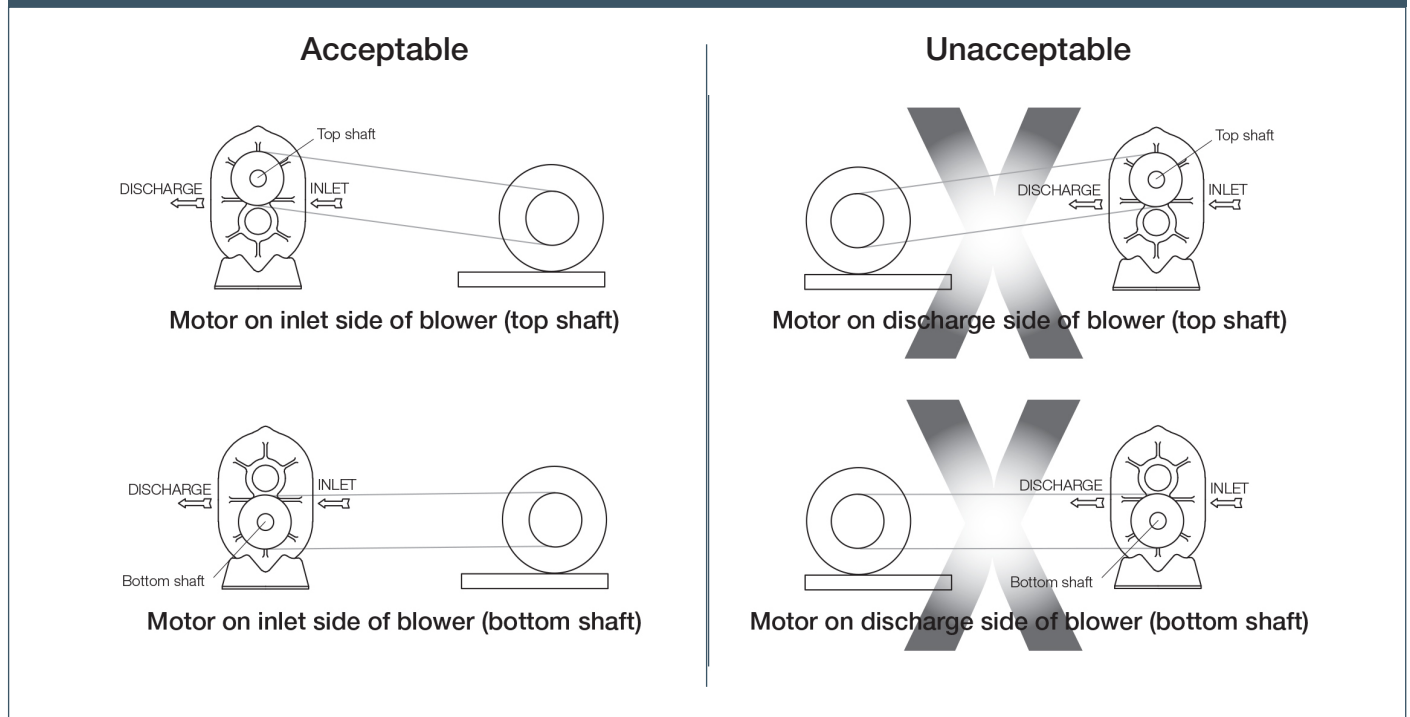 Acceptable
Top shaft
DISCHARGE
INLET
Motor on inlet side of blower (top shaft)
DISCHARGE
INLET
Bottom shaft
Motor on inlet side of blower (bottom shaft)
Unacceptable
Top shaft
DISCHARGE
INLET
Motor on discharge side of blower (top shaft)
DISCHARGE
INLET
Bottom shaft
Motor on discharge side of blower (bottom shaft)